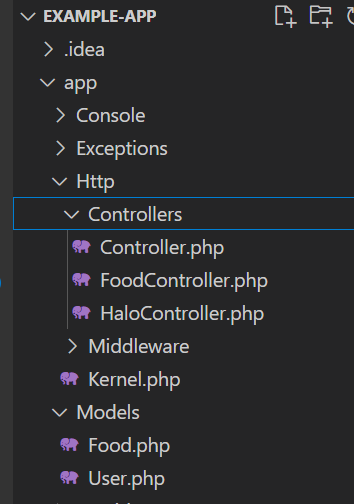 EXAMPLE-APP
.idea
app
Console
Exceptions
Http
Controllers
Controller.php
FoodController.php
HaloController.php
Middleware
Kernel.php
Models
Food.php
User.php